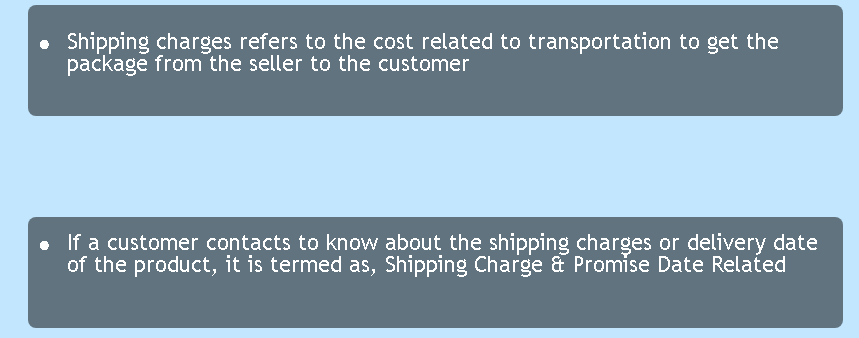 ● Shipping charges refers to the cost related to transportation to get the
package from the seller to the customer
● If a customer contacts to know about the shipping charges or delivery date
of the product, it is termed as, Shipping Charge & Promise Date Related